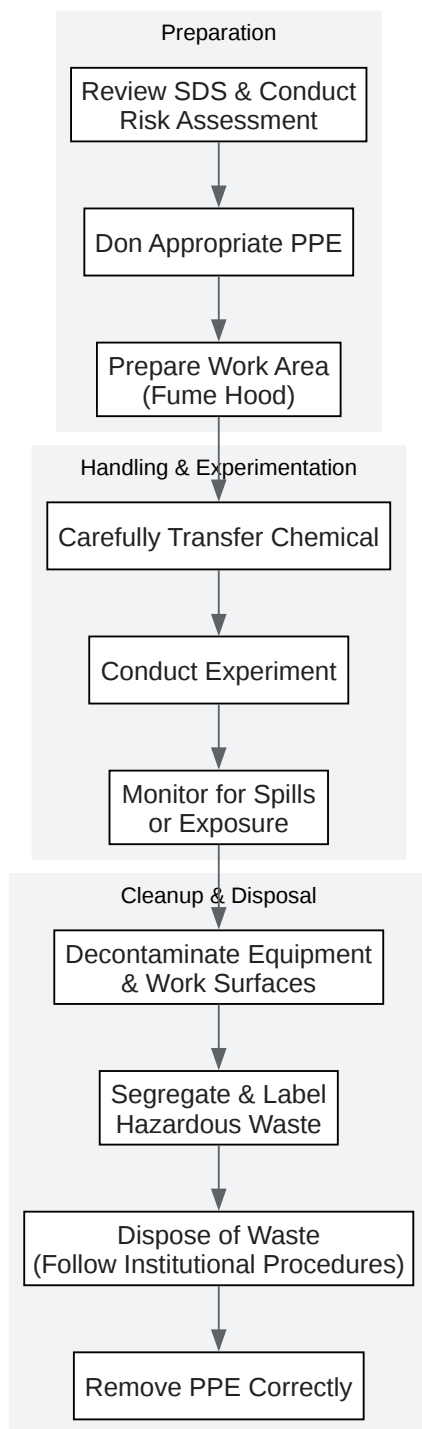 Preparation
Review SDS & Conduct
Risk Assessment
Don Appropriate PPE
Prepare Work Area
(Fume Hood)
Handling & Experimentation
Carefully Transfer Chemical
Conduct Experiment
Monitor for Spills
or Exposure
Cleanup & Disposal
Decontaminate Equipment
& Work Surfaces
Segregate & Label
Hazardous Waste
Dispose of Waste
(Follow Institutional Procedures)
Remove PPE Correctly